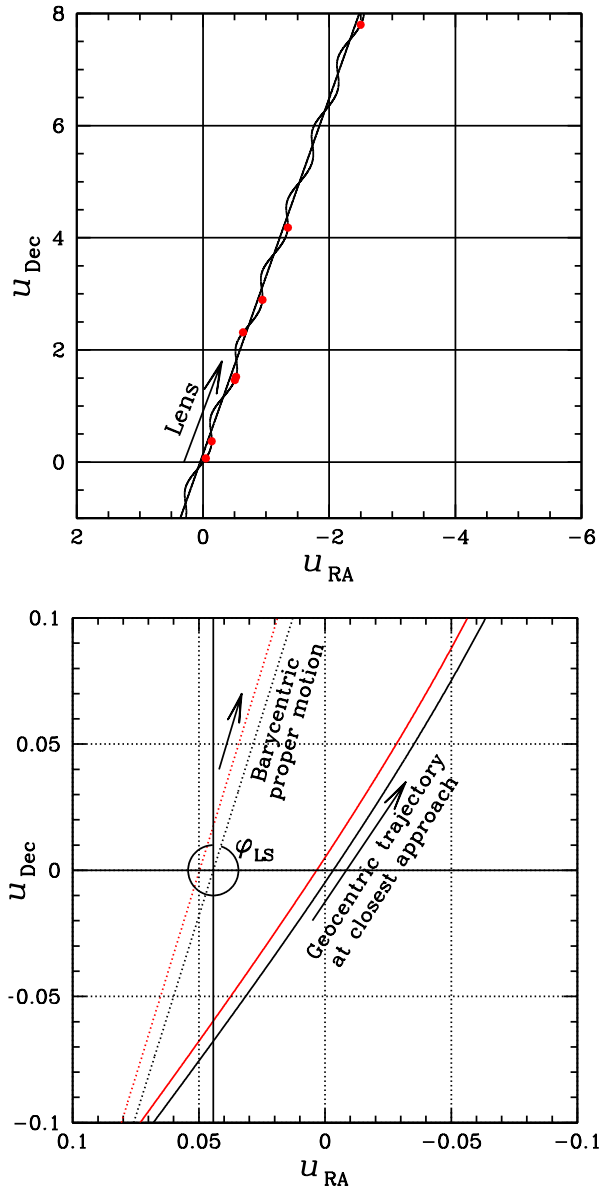 8
6
4
2
0
u_Dec
Lens
2
0
-2
-4
-6
u_RA
0.1
0.05
0
-0.05
-0.1
u_Dec
Barycentric
proper motion
φ_LS
Geocentric trajectory
at closest approach
0.1
0.05
0
-0.05
-0.1
u_RA